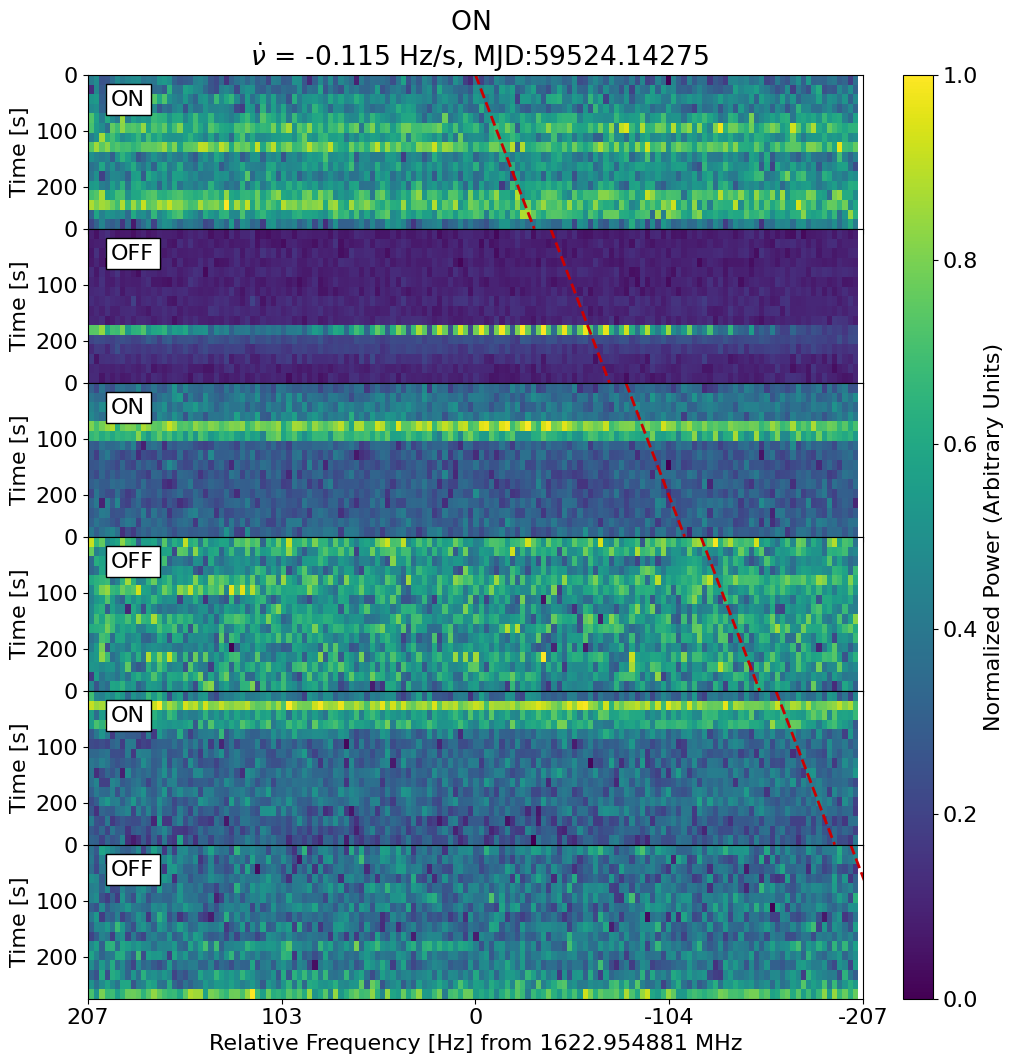 ON
ν̇ = -0.115 Hz/s, MJD:59524.14275
0
ON
100
Time [s]
200
0
OFF
100
Time [s]
200
0
ON
100
Time [s]
200
0
OFF
100
Time [s]
200
0
ON
100
Time [s]
200
0
OFF
100
Time [s]
200
207 103 0 -104 -207
Relative Frequency [Hz] from 1622.954881 MHz
1.0
0.8
0.6
0.4
0.2
0.0
Normalized Power (Arbitrary Units)